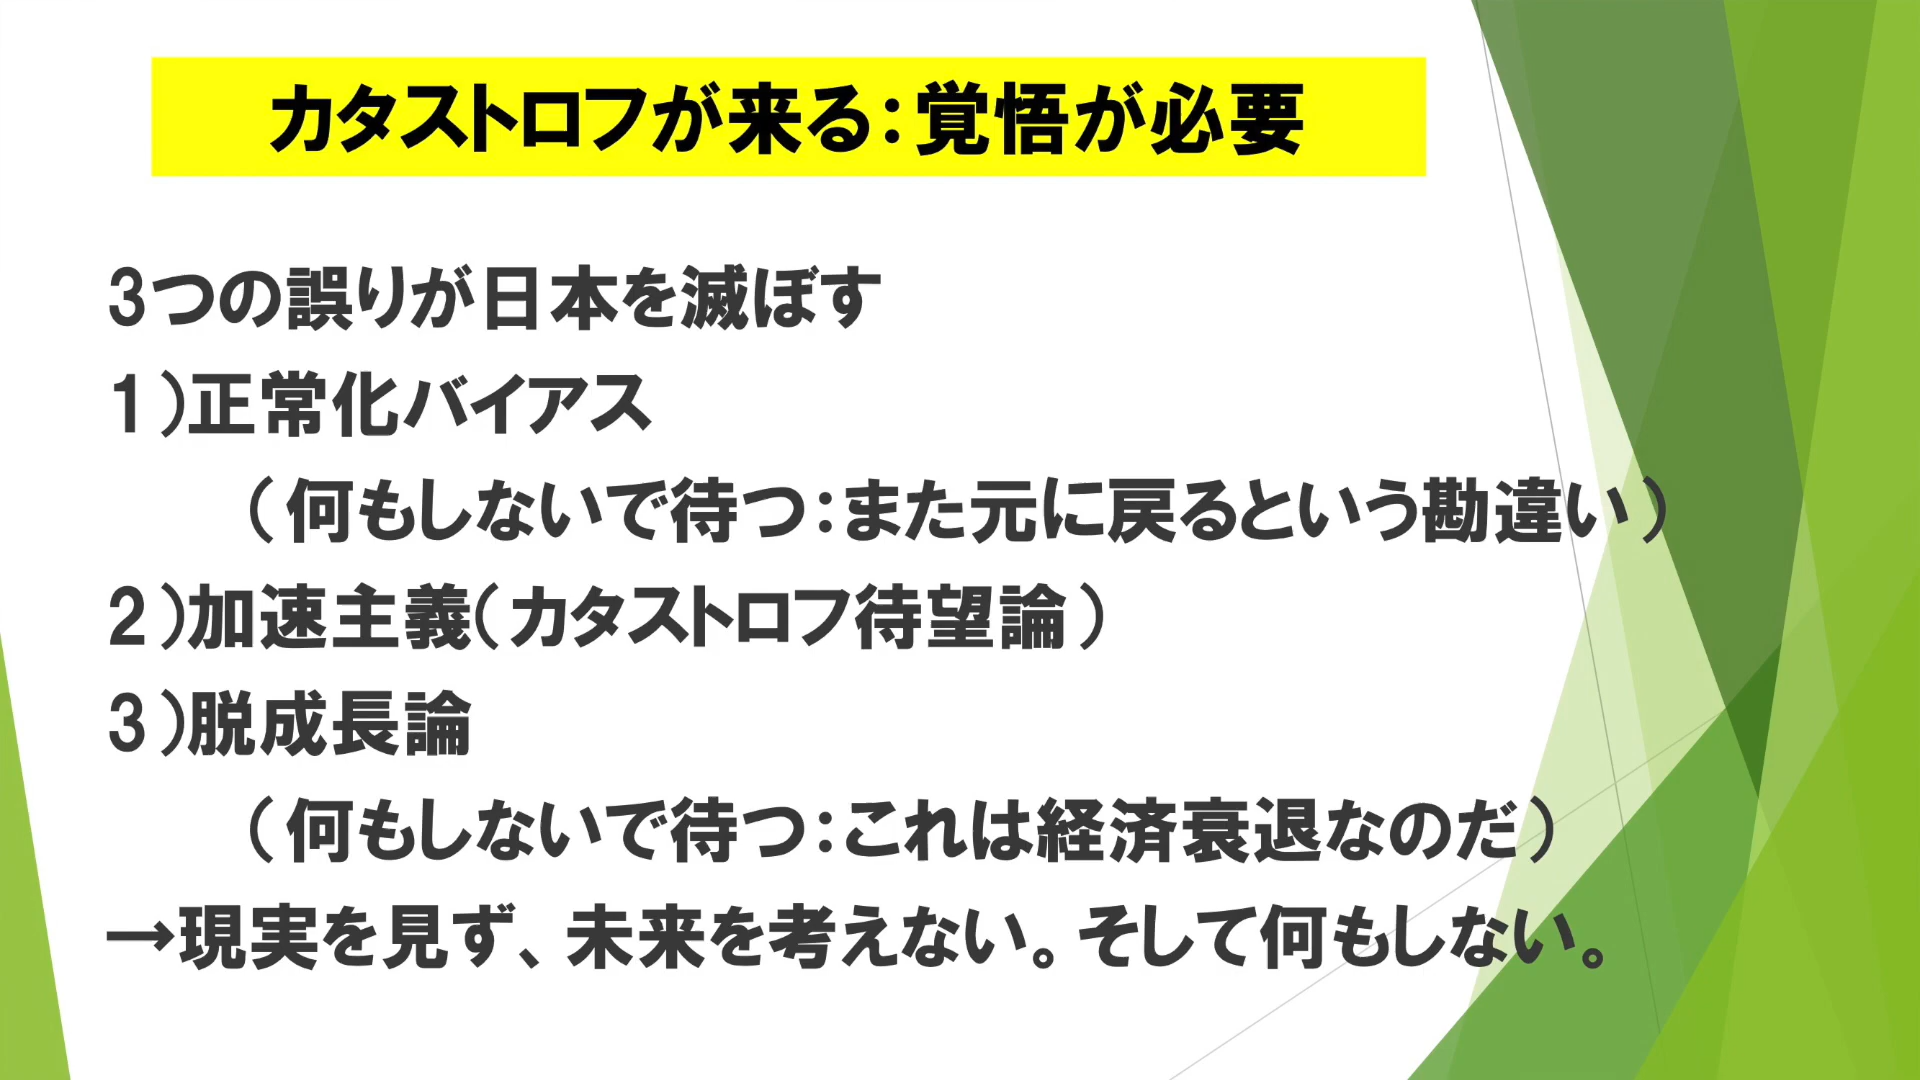 カタストロフが来る：覚悟が必要
３つの誤りが日本を滅ぼす
１）正常化バイアス
（何もしないで待つ：また元に戻るという勘違い）
２）加速主義（カタストロフ待望論）
３）脱成長論
（何もしないで待つ：これは経済衰退なのだ）
→現実を見ず、未来を考えない。そして何もしない。